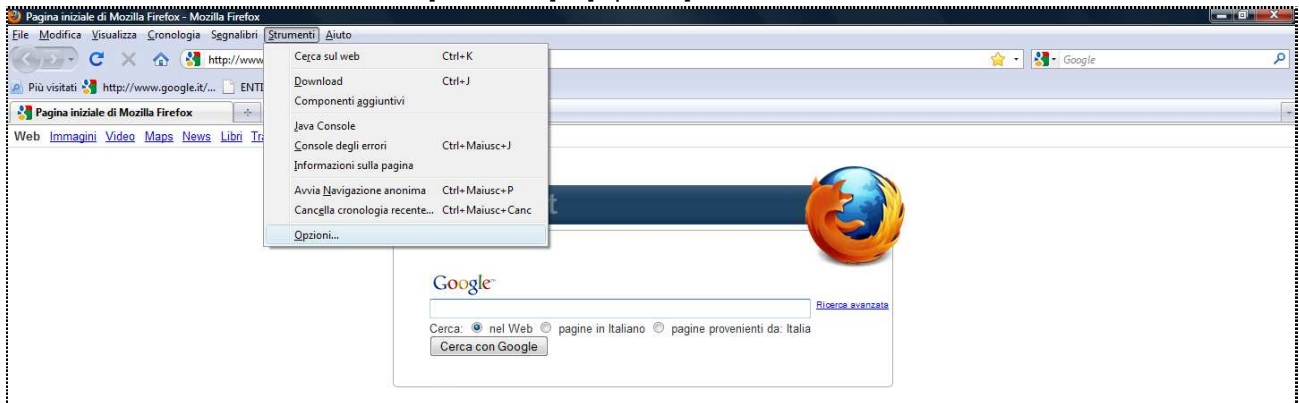 Pagina iniziale di Mozilla Firefox - Mozilla Firefox
File Modifica Visualizza Cronologia Segnalibri Strumenti Aiuto
http://www
Google
Più visitati http://www.google.it/... ENTI
Pagina iniziale di Mozilla Firefox
Web Immagini Video Maps News Libri Tra
Cerca sul web Ctrl+K
Download Ctrl+J
Componenti aggiuntivi
Java Console
Console degli errori Ctrl+Maiusc+J
Informazioni sulla pagina
Avvia Navigazione anonima Ctrl+Maiusc+P
Cancella cronologia recente... Ctrl+Maiusc+Canc
Opzioni...
t
Google™
Ricerca avanzata
Cerca: nel Web pagine in Italiano pagine provenienti da: Italia
Cerca con Google